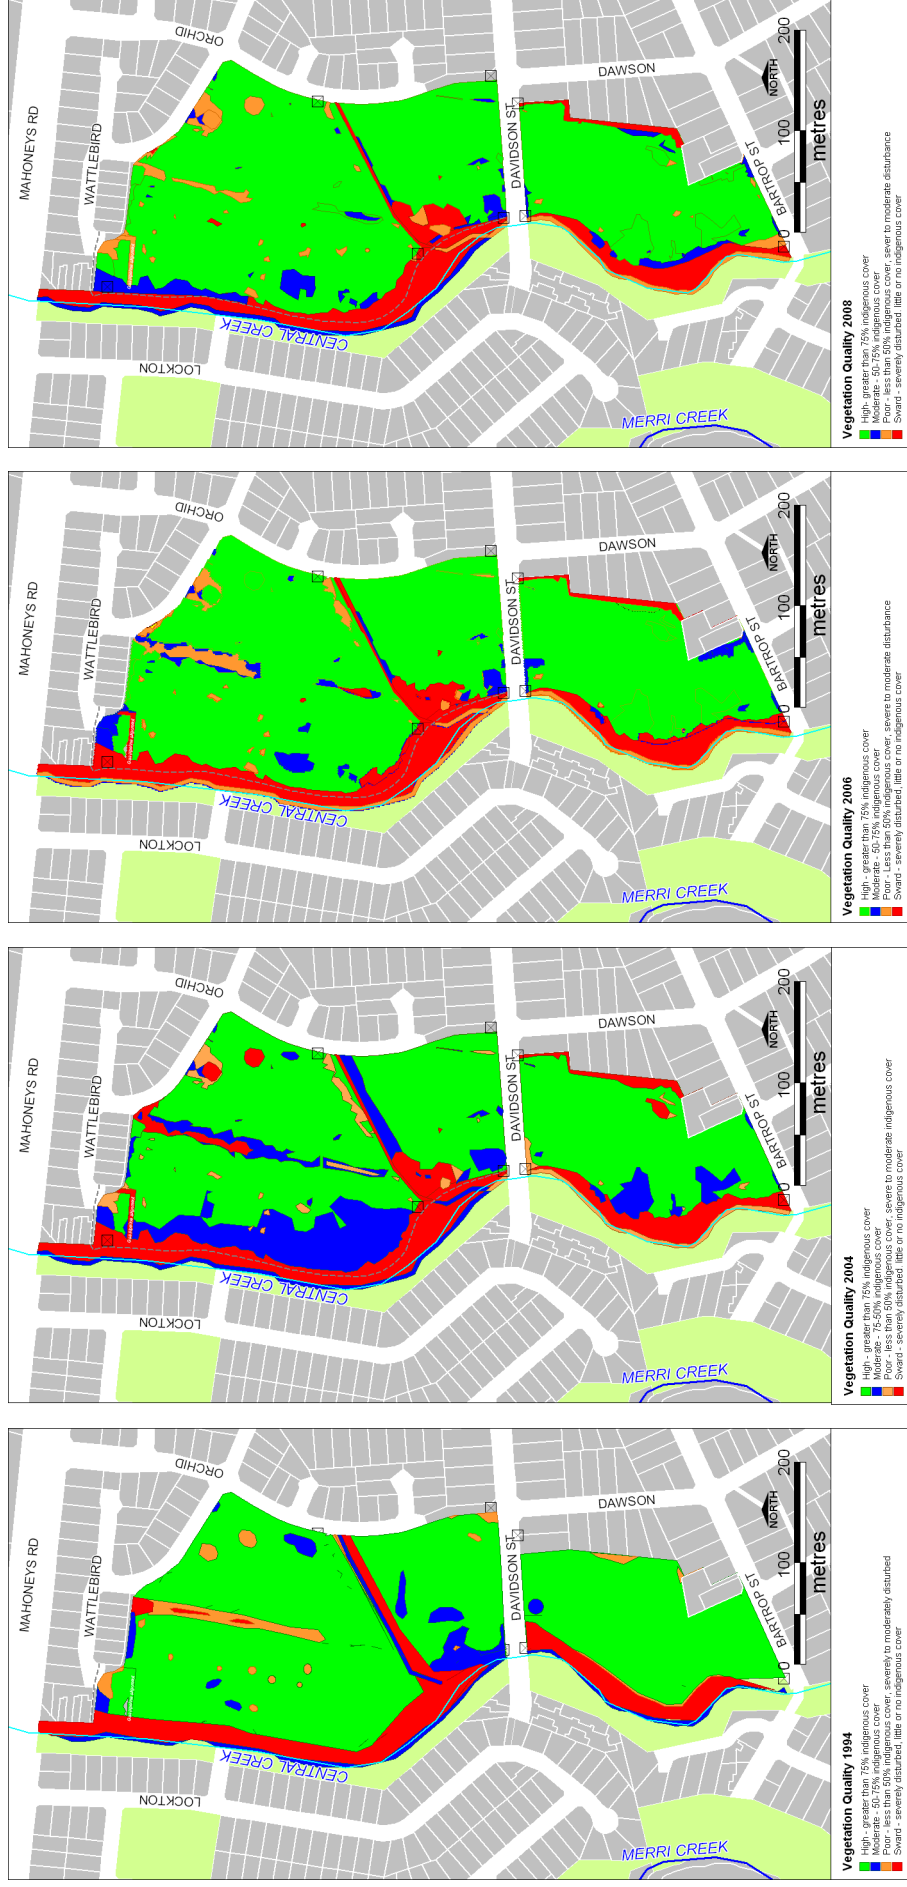 MAHONEYS RD
ORCHID
WATTLEBIRD
CENTRAL CREEK
LOCKTON
DAVIDSON ST
DAWSON
MERRI CREEK
BARTROP ST
NORTH
0 100 200
metres
Vegetation Quality 2008
High- greater than 75% indigenous cover
Moderate - 50-75% indigenous cover
Poor - less than 50% indigenous cover, sever to moderate disturbance
Sward - severely disturbed. little or no indigenous cover
MAHONEYS RD
ORCHID
WATTLEBIRD
CENTRAL CREEK
LOCKTON
DAVIDSON ST
DAWSON
MERRI CREEK
BARTROP ST
NORTH
0 100 200
metres
Vegetation Quality 2006
High - greater than 75% indigenous cover
Moderate - 50-75% indigenous cover
Poor - Less than 50% indigenous cover, severe to moderate disturbance
Sward - severely disturbed, little or no indigenous cover
MAHONEYS RD
ORCHID
WATTLEBIRD
CENTRAL CREEK
LOCKTON
DAVIDSON ST
DAWSON
MERRI CREEK
BARTROP ST
NORTH
0 100 200
metres
Vegetation Quality 2004
High - greater than 75% indigenous cover
Moderate - 75-50% indigenous cover
Poor - less than 50% indigenous cover, severe to moderate indigenous cover
Sward - severely disturbed. little or no indigenous cover
MAHONEYS RD
ORCHID
WATTLEBIRD
CENTRAL CREEK
LOCKTON
DAVIDSON ST
DAWSON
MERRI CREEK
BARTROP ST
NORTH
0 100 200
metres
Vegetation Quality 1994
High - greater than 75% indigenous cover
Moderate - 50-75% indigenous cover
Poor - less than 50% indigenous cover, severely to moderately disturbed
Sward - severely disturbed, little or no indigenous cover